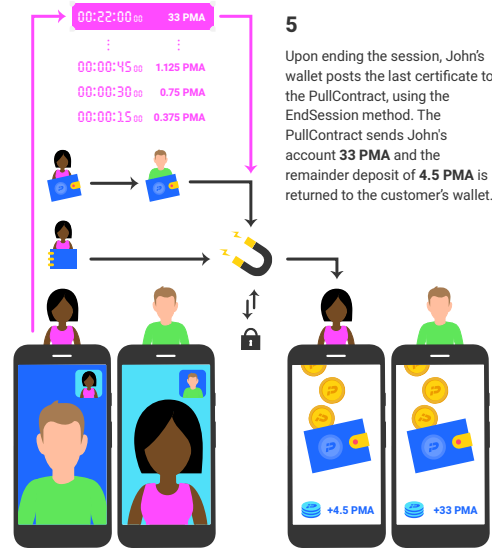 00:22:00 00 33 PMA
00:00:45 00 1.125 PMA
00:00:30 00 0.75 PMA
00:00:15 00 0.375 PMA
5
Upon ending the session, John's
wallet posts the last certificate to
the PullContract, using the
EndSession method. The
PullContract sends John's
account 33 PMA and the
remainder deposit of 4.5 PMA is
returned to the customer's wallet.
+4.5 PMA
+33 PMA